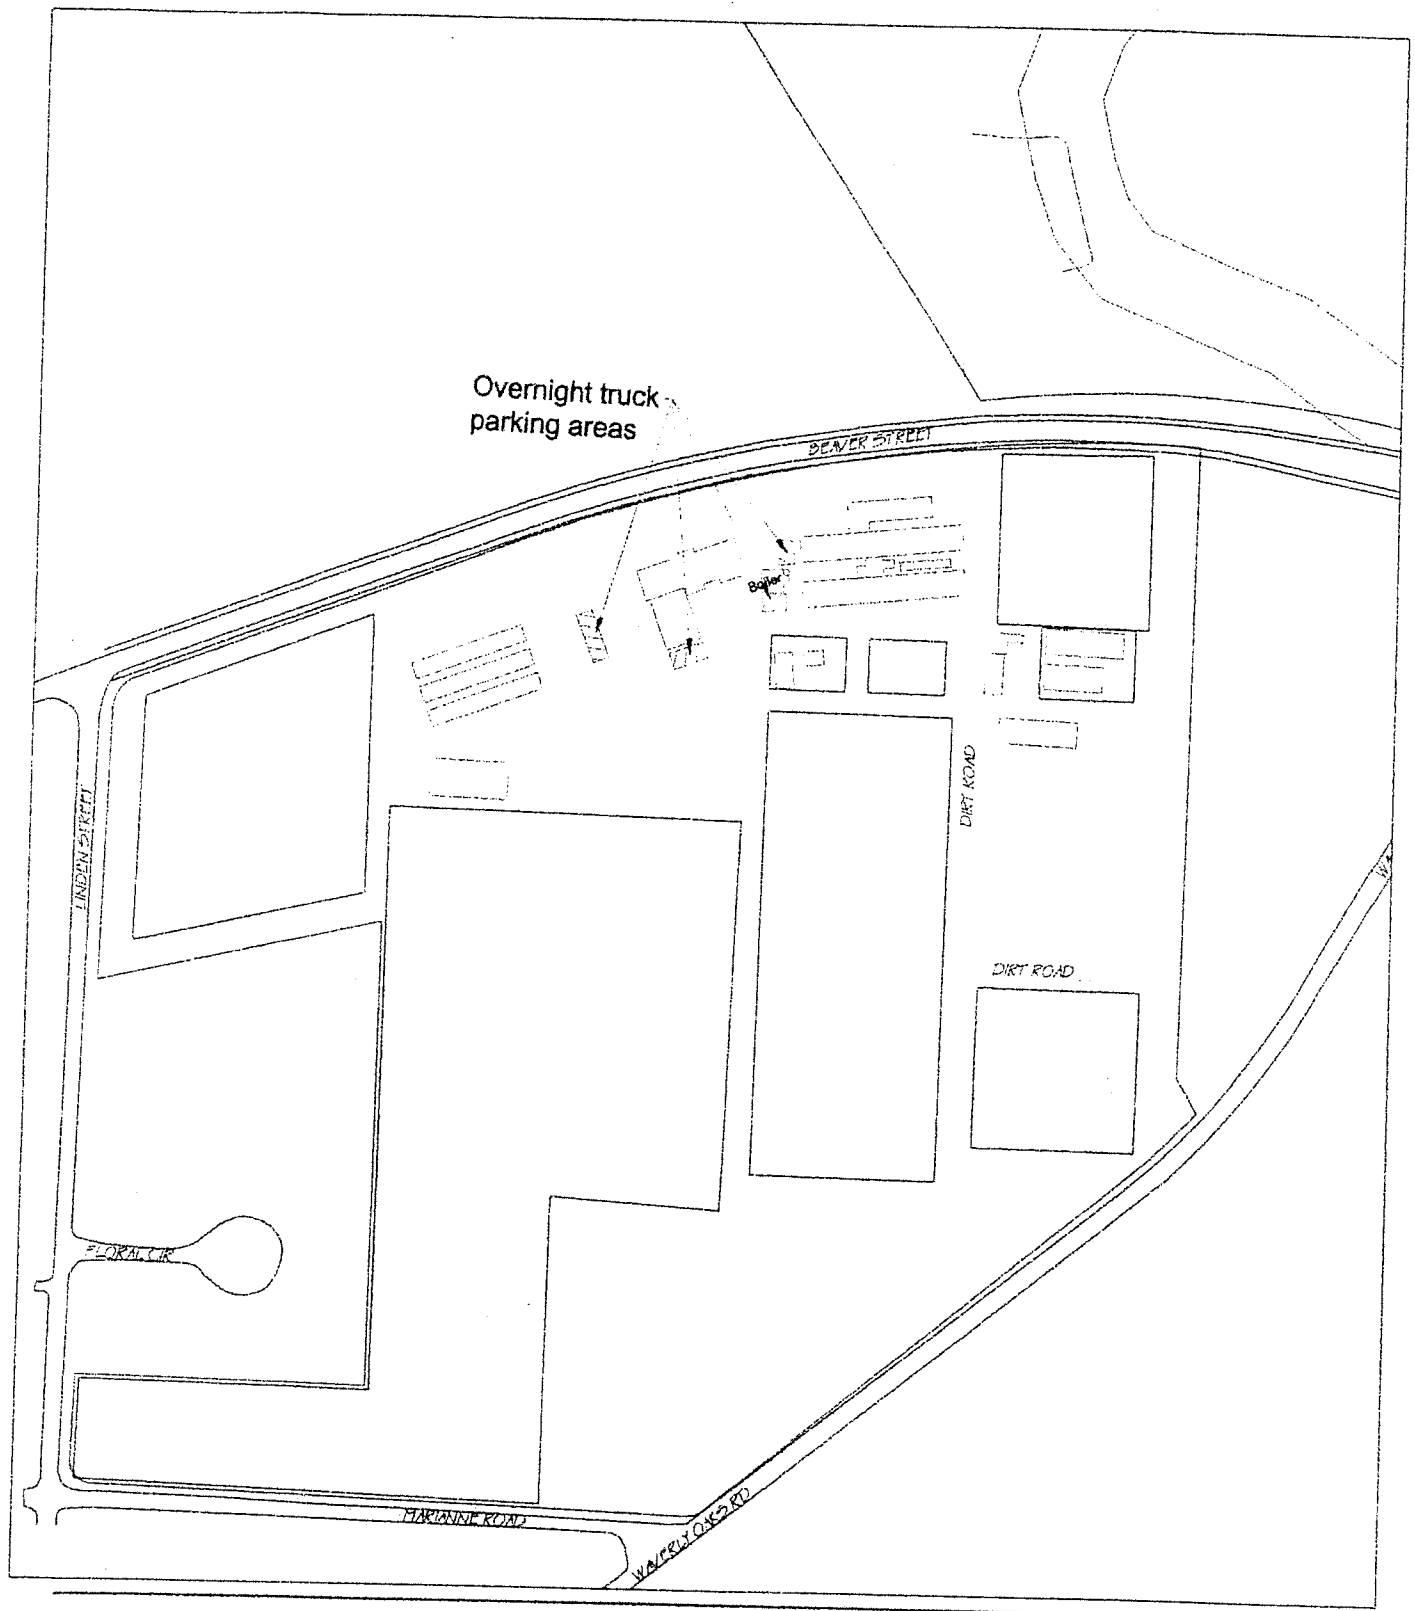 Overnight truck
parking areas
BEAVER STREET
Boiler
LINDEN STREET
DIRT ROAD
DIRT ROAD
FLORAL CIR
MARIANNE ROAD
WAVERLY OAKS RD